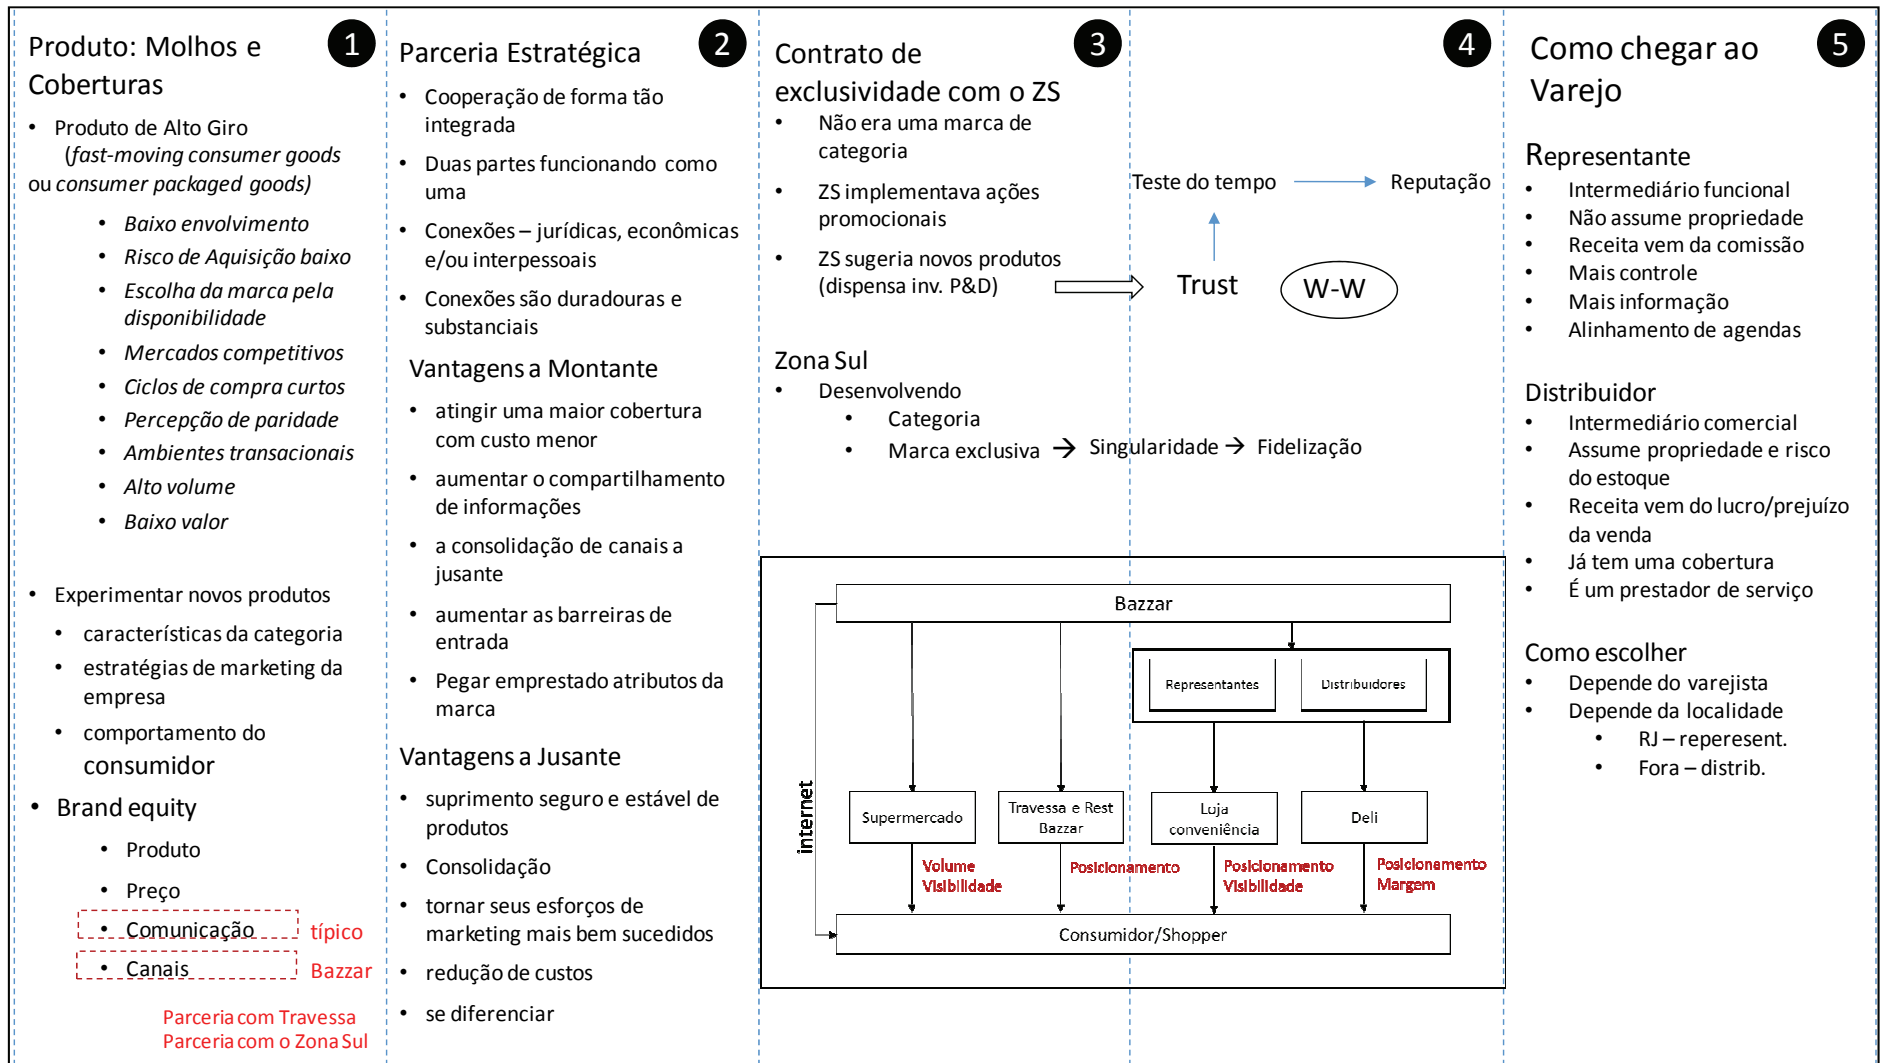 Produto: Molhos e
Coberturas
1
• Produto de Alto Giro
(fast-moving consumer goods
ou consumer packaged goods)
• Baixo envolvimento
• Risco de Aquisição baixo
• Escolha da marca pela
disponibilidade
• Mercados competitivos
• Ciclos de compra curtos
• Percepção de paridade
• Ambientes transacionais
• Alto volume
• Baixo valor
• Experimentar novos produtos
• características da categoria
• estratégias de marketing da
empresa
• comportamento do
consumidor
• Brand equity
• Produto
• Preço
• Comunicação típico
• Canais Bazzar
Parceria com Travessa
Parceria com o Zona Sul
Parceria Estratégica
2
• Cooperação de forma tão
integrada
• Duas partes funcionando como
uma
• Conexões – jurídicas, econômicas
e/ou interpessoais
• Conexões são duradouras e
substanciais
Vantagens a Montante
• atingir uma maior cobertura
com custo menor
• aumentar o compartilhamento
de informações
• a consolidação de canais a
jusante
• aumentar as barreiras de
entrada
• Pegar emprestado atributos da
marca
Vantagens a Jusante
• suprimento seguro e estável de
produtos
• Consolidação
• tornar seus esforços de
marketing mais bem sucedidos
• redução de custos
• se diferenciar
Contrato de
exclusividade com o ZS
3
• Não era uma marca de
categoria
• ZS implementava ações
promocionais
• ZS sugeria novos produtos
(dispensa inv. P&D)
4
Teste do tempo → Reputação
Trust
W-W
Zona Sul
• Desenvolvendo
• Categoria
• Marca exclusiva → Singularidade → Fidelização
Bazzar
Representantes
Distribuidores
internet
Supermercado
Travessa e Rest
Bazzar
Loja
conveniência
Deli
Volume
Visibilidade
Posicionamento
Posicionamento
Visibilidade
Posicionamento
Margem
Consumidor/Shopper
Como chegar ao
Varejo
5
Representante
• Intermediário funcional
• Não assume propriedade
• Receita vem da comissão
• Mais controle
• Mais informação
• Alinhamento de agendas
Distribuidor
• Intermediário comercial
• Assume propriedade e risco
do estoque
• Receita vem do lucro/prejuízo
da venda
• Já tem uma cobertura
• É um prestador de serviço
Como escolher
• Depende do varejista
• Depende da localidade
• RJ – reperesent.
• Fora – distrib.